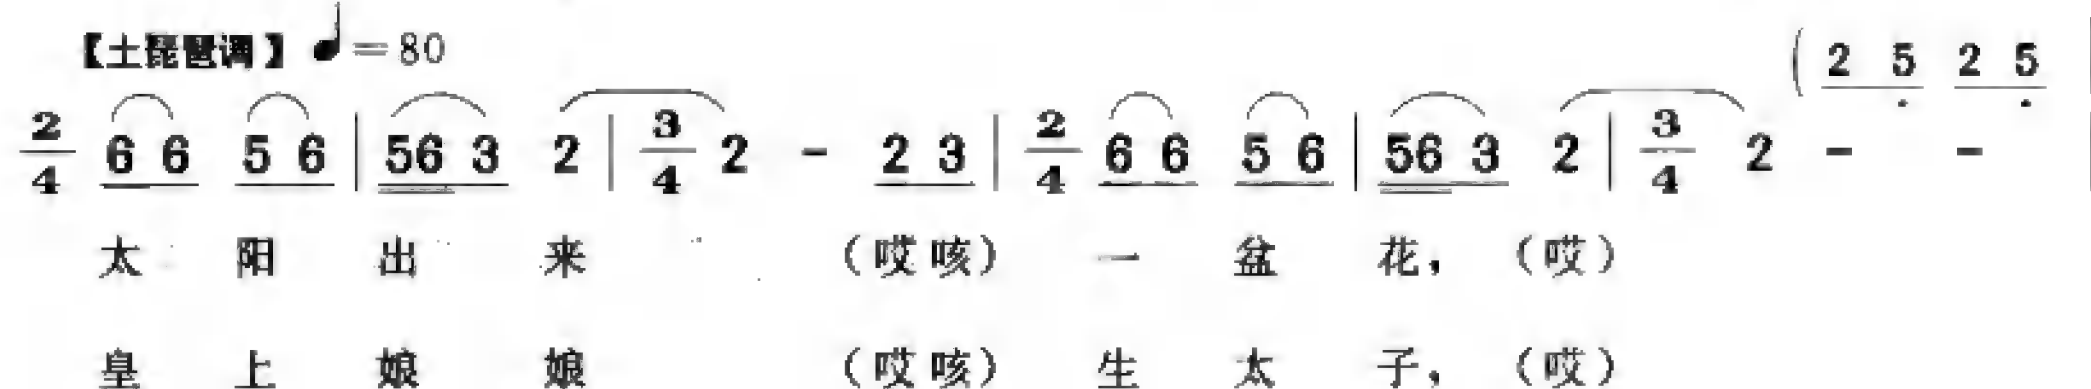 【土琵琶调】 ♩=80
(2 5 2 5
2/4 6 6 5 6 | 56 3 2 | 3/4 2 - 2 3 | 2/4 6 6 5 6 | 56 3 2 | 3/4 2 - - |
太 阳 出 来 (哎咳) 一 盆 花, (哎)
皇 上 娘 娘 (哎咳) 生 太 子, (哎)